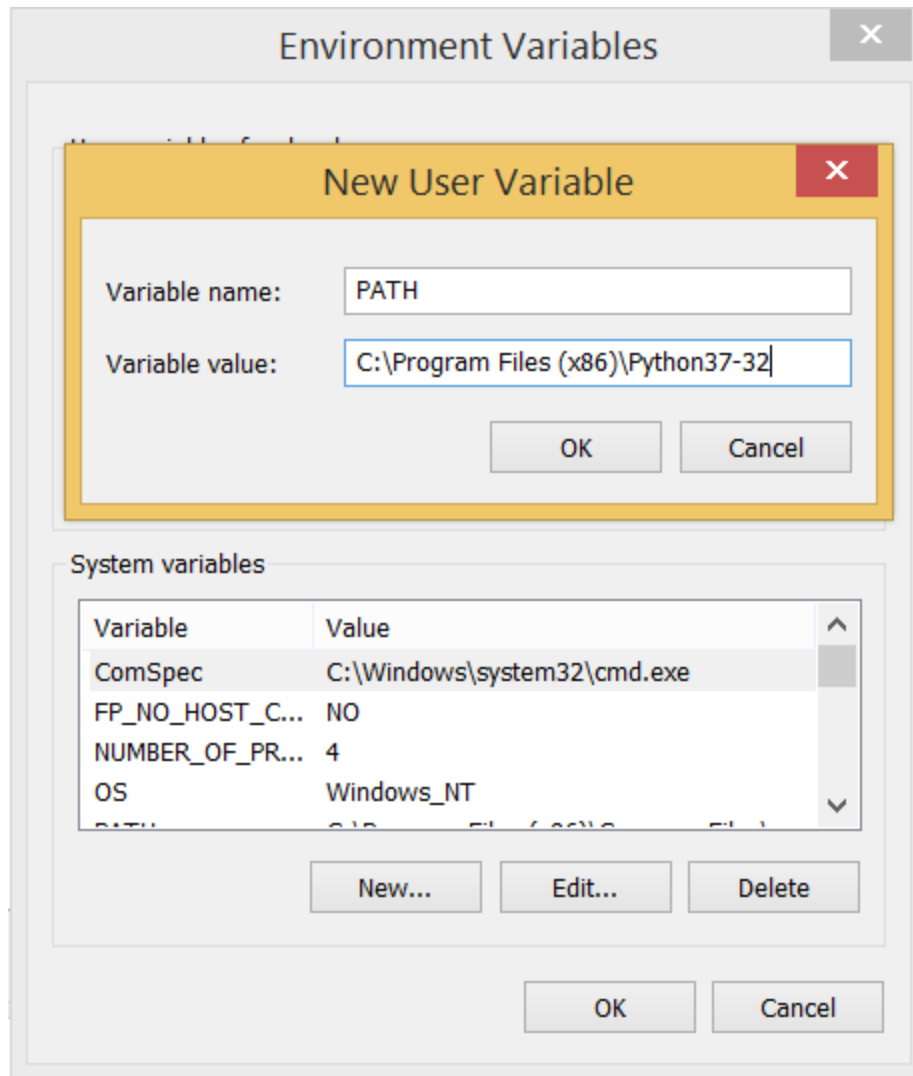 Environment Variables
New User Variable
Variable name:
PATH
Variable value:
C:\Program Files (x86)\Python37-32
OK
Cancel
System variables
Variable Value
ComSpec C:\Windows\system32\cmd.exe
FP_NO_HOST_C... NO
NUMBER_OF_PR... 4
OS Windows_NT
New...
Edit...
Delete
OK
Cancel